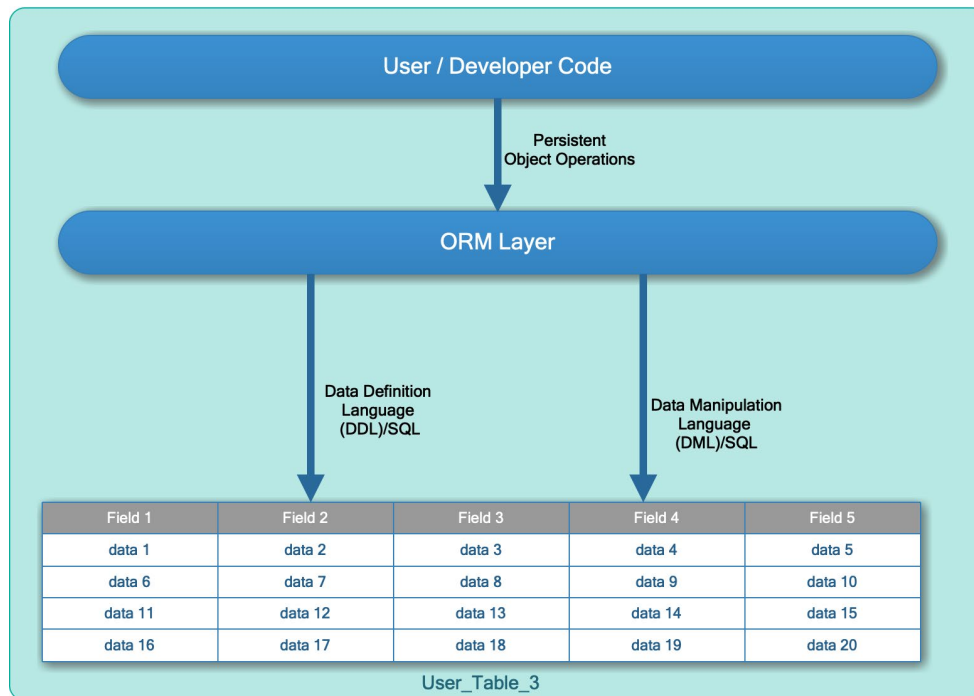 User / Developer Code
Persistent
Object Operations
ORM Layer
Data Definition
Language
(DDL)/SQL
Data Manipulation
Language
(DML)/SQL
Field 1 Field 2 Field 3 Field 4 Field 5
data 1 data 2 data 3 data 4 data 5
data 6 data 7 data 8 data 9 data 10
data 11 data 12 data 13 data 14 data 15
data 16 data 17 data 18 data 19 data 20
User_Table_3